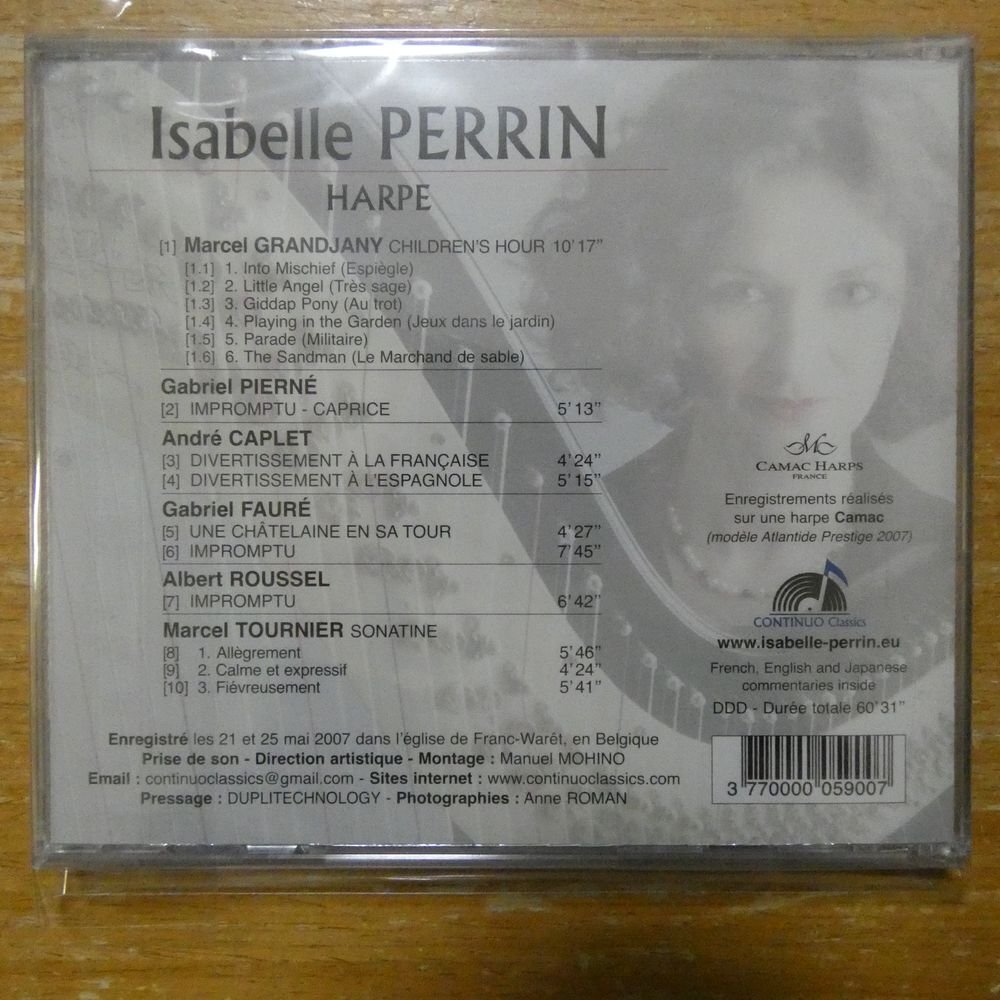 Isabelle PERRIN
HARPE
[1] Marcel GRANDJANY CHILDREN'S HOUR 10'17"
[1.1] 1. Into Mischief (Espiègle)
[1.2] 2. Little Angel (Très sage)
[1.3] 3. Giddap Pony (Au trot)
[1.4] 4. Playing in the Garden (Jeux dans le jardin)
[1.5] 5. Parade (Militaire)
[1.6] 6. The Sandman (Le Marchand de sable)
Gabriel PIERNÉ
[2] IMPROMPTU - CAPRICE 5'13"
André CAPLET
[3] DIVERTISSEMENT À LA FRANÇAISE 4'24"
[4] DIVERTISSEMENT À L'ESPAGNOLE 5'15"
Gabriel FAURÉ
[5] UNE CHÂTELAINE EN SA TOUR 4'27"
[6] IMPROMPTU 7'45"
Albert ROUSSEL
[7] IMPROMPTU 6'42"
Marcel TOURNIER SONATINE
[8] 1. Allègrement 5'46"
[9] 2. Calme et expressif 4'24"
[10] 3. Fiévreusement 5'41"
CAMAC HARPS
FRANCE
Enregistrements réalisés
sur une harpe Camac
(modèle Atlantide Prestige 2007)
CONTINUO Classics
www.isabelle-perrin.eu
French, English and Japanese
commentaries inside
DDD - Durée totale 60'31"
Enregistré les 21 et 25 mai 2007 dans l'église de Franc-Warêt, en Belgique
Prise de son - Direction artistique - Montage : Manuel MOHINO
Email : continuoclassics@gmail.com - Sites internet : www.continuoclassics.com
Pressage : DUPLITECHNOLOGY - Photographies : Anne ROMAN
3 770000 059007